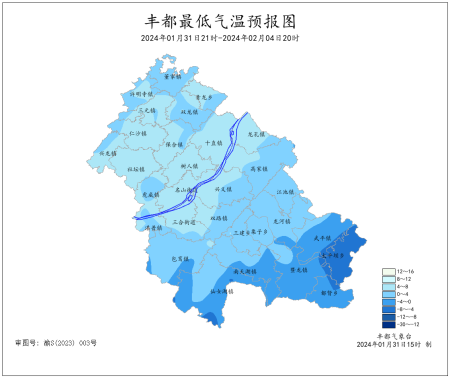 丰都最低气温预报图
2024年01月31日21时-2024年02月04日20时
董家镇
许明寺镇
青龙乡
三元镇
双龙镇
仁沙镇
龙孔镇
十直镇
保合镇
兴龙镇
树人镇
社坛镇
高家镇
名山街
兴义镇
虎威镇
江池镇
湛普镇
三合街道
双路镇
龙河镇
三建乡
栗子乡
武平镇
包鸾镇
七中坝乡
南天湖镇
暨龙镇
仙女湖镇
都督乡
12~16
8~12
4~8
0~4
-4~0
-8~-4
-12~-8
-30~-12
丰都气象台
审图号: 渝S(2023) 003号
2024年01月31日15时 制